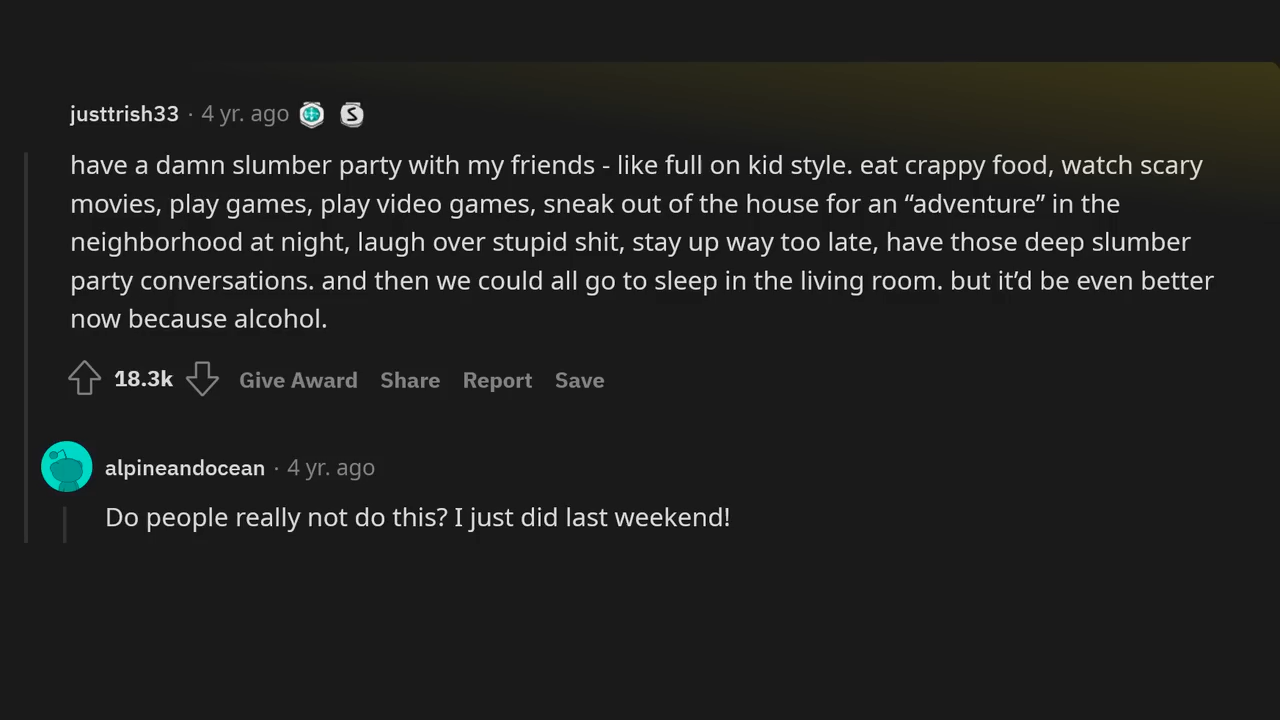 justtrish33 · 4 yr. ago
have a damn slumber party with my friends - like full on kid style. eat crappy food, watch scary
movies, play games, play video games, sneak out of the house for an “adventure” in the
neighborhood at night, laugh over stupid shit, stay up way too late, have those deep slumber
party conversations. and then we could all go to sleep in the living room. but it’d be even better
now because alcohol.
18.3k Give Award Share Report Save
alpineandocean · 4 yr. ago
Do people really not do this? I just did last weekend!